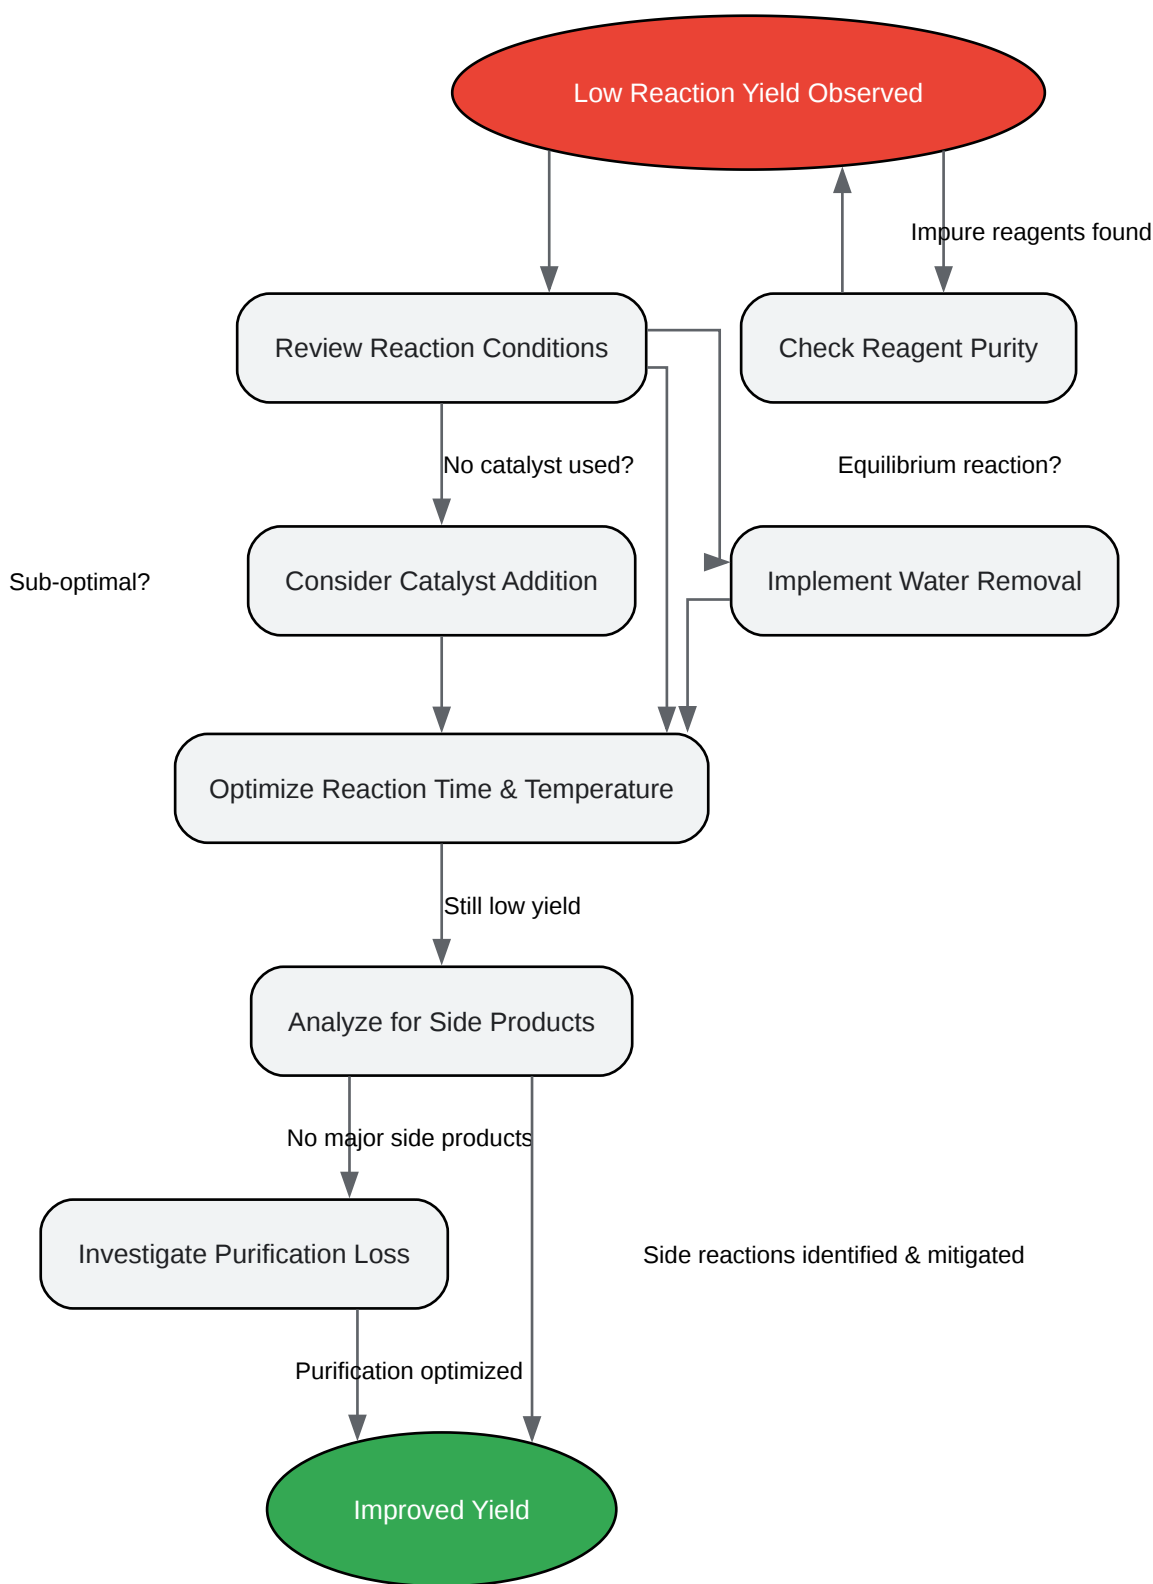 Low Reaction Yield Observed
Impure reagents found
Review Reaction Conditions
Check Reagent Purity
No catalyst used?
Equilibrium reaction?
Sub-optimal?
Consider Catalyst Addition
Implement Water Removal
Optimize Reaction Time & Temperature
Still low yield
Analyze for Side Products
No major side products
Investigate Purification Loss
Side reactions identified & mitigated
Purification optimized
Improved Yield